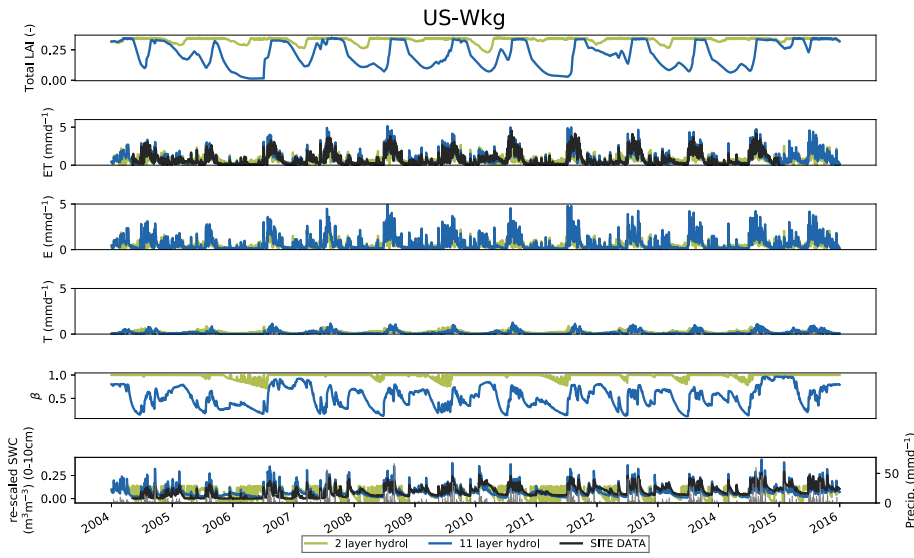 US-Wkg
Total LAI (-)
0.25
0.00
ET (mmd⁻¹)
5
0
E (mmd⁻¹)
5
0
T (mmd⁻¹)
5
0
β
1.0
0.5
re-scaled SWC
(m³m⁻³) (0-10cm)
0.25
0.00
Precip. (mmd⁻¹)
50
0
2004 2005 2006 2007 2008 2009 2010 2011 2012 2013 2014 2015 2016
2 layer hydrol 11 layer hydrol SITE DATA